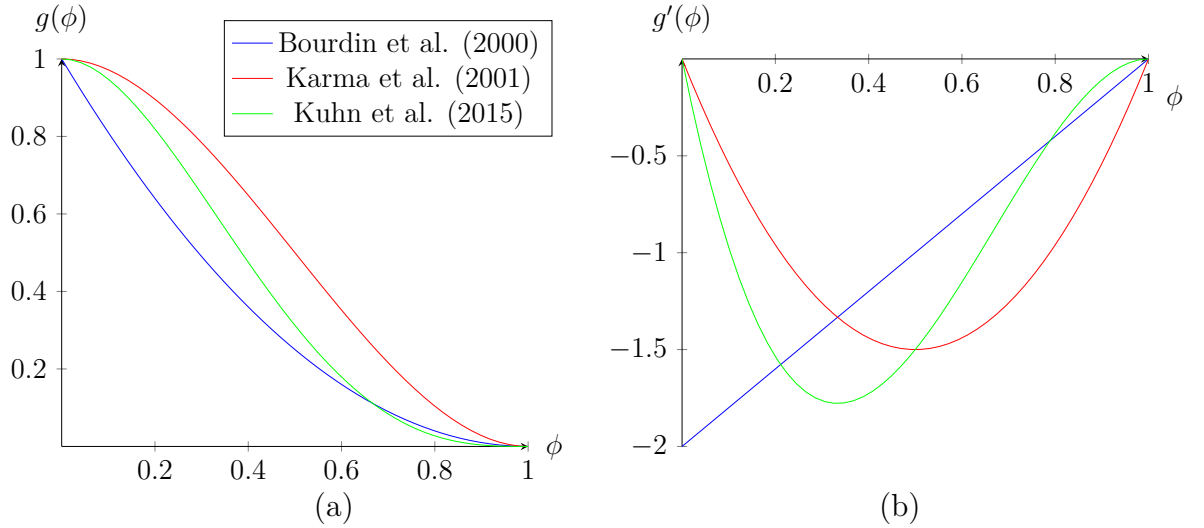 g(ϕ)
Bourdin et al. (2000)
Karma et al. (2001)
Kuhn et al. (2015)
1
0.8
0.6
0.4
0.2
0.2 0.4 0.6 0.8 1
ϕ
(a)
g′(ϕ)
0.2 0.4 0.6 0.8 1
ϕ
−0.5
−1
−1.5
−2
(b)